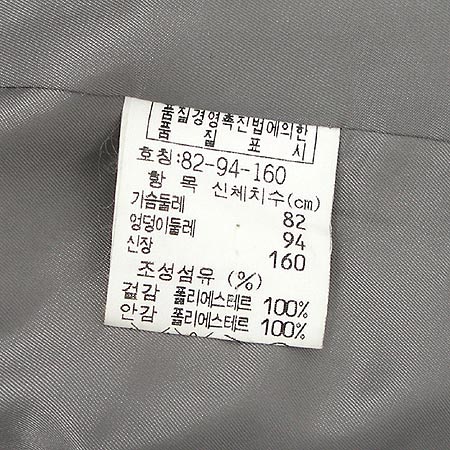 품질경영촉진법에의한
품 질 표 시
호칭:82-94-160
항 목 신체치수(cm)
가슴둘레 82
엉덩이둘레 94
신장 160
조성섬유 (%)
겉감 폴리에스테르 100%
안감 폴리에스테르 100%